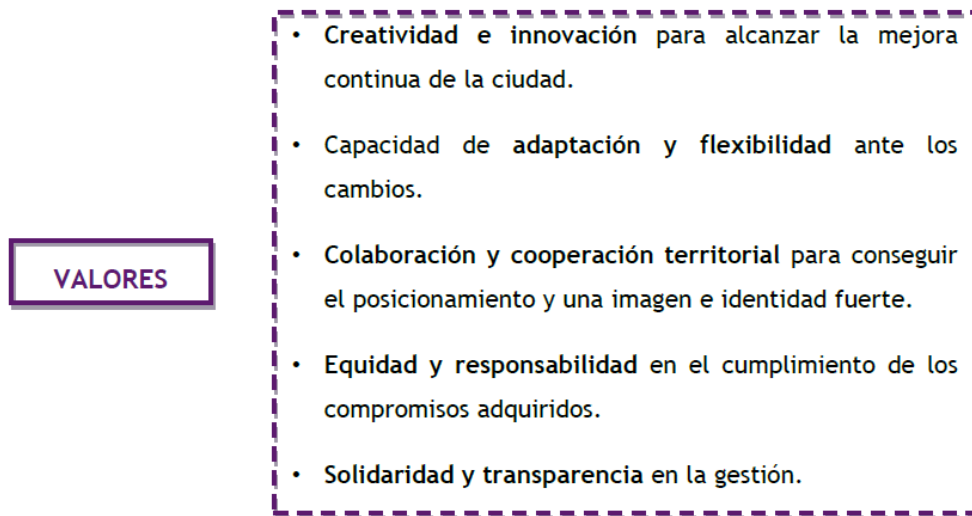 VALORES
• Creatividad e innovación para alcanzar la mejora
continua de la ciudad.
• Capacidad de adaptación y flexibilidad ante los
cambios.
• Colaboración y cooperación territorial para conseguir
el posicionamiento y una imagen e identidad fuerte.
• Equidad y responsabilidad en el cumplimiento de los
compromisos adquiridos.
• Solidaridad y transparencia en la gestión.